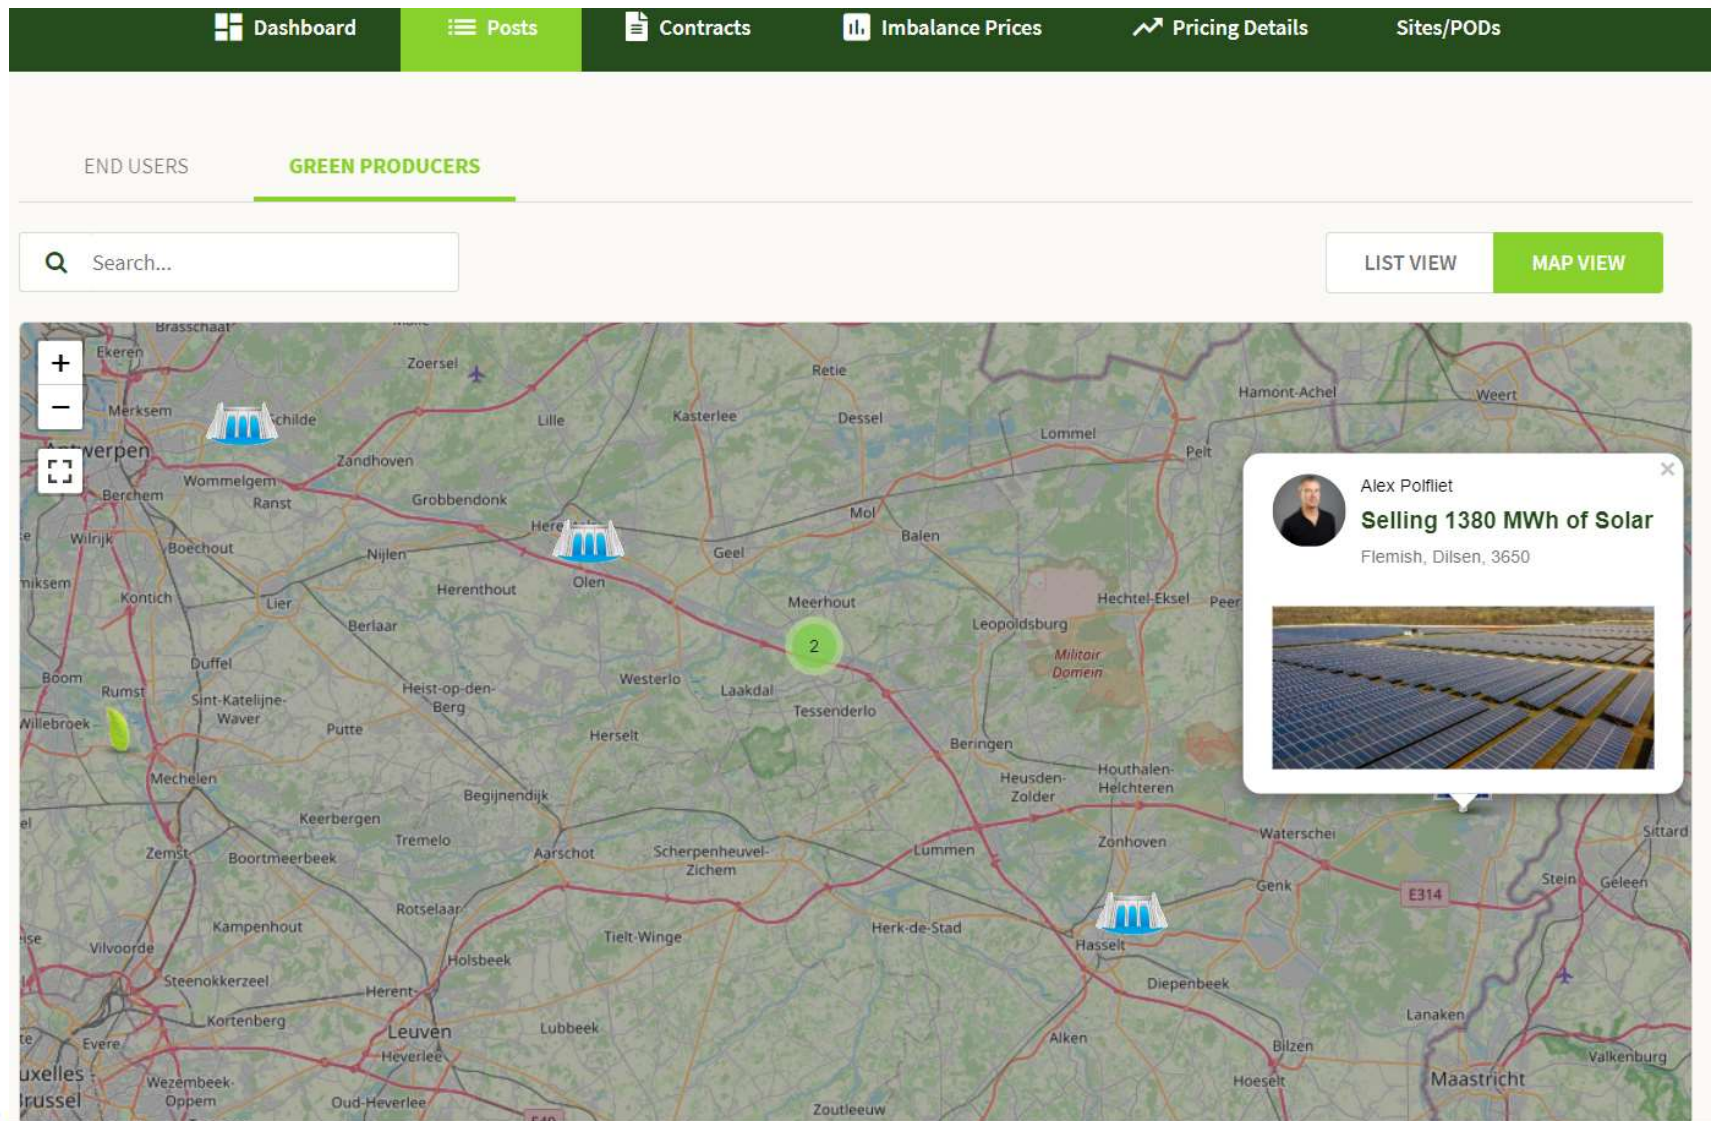 Dashboard
Posts
Contracts
Imbalance Prices
Pricing Details
Sites/PODs
END USERS
GREEN PRODUCERS
Search...
LIST VIEW
MAP VIEW
+
−
Brasschaat
Ekeren
Zoersel
Retie
Hamont-Achel
Weert
Merksem
Schilde
Lille
Kasterlee
Dessel
Lommel
Pelt
Zandhoven
Wommelgem
Ranst
Berchem
Grobbendonk
Mol
Balen
Wilrijk
Boechout
Nijlen
Geel
Olen
Herenthout
Meerhout
Hechtel-Eksel
Peer
Kontich
Lier
Berlaar
Leopoldsburg
2
Militair
Domein
Duffel
Boom
Rumst
Sint-Katelijne-
Waver
Heist-op-den-
Berg
Westerlo
Laakdal
Tessenderlo
Willebroek
Putte
Herselt
Beringen
Mechelen
Begijnendijk
Heusden-
Zolder
Houthalen-
Helchteren
Keerbergen
Tremelo
Aarschot
Scherpenheuvel-
Zichem
Lummen
Zonhoven
Waterschei
Sittard
Zemst
Boortmeerbeek
Genk
E314
Stein
Geleen
Rotselaar
Kampenhout
Vilvoorde
Tielt-Winge
Herk-de-Stad
Hasselt
Holsbeek
Steenokkerzeel
Herent
Diepenbeek
Kortenberg
Leuven
Lubbeek
Lanaken
Evere
Heverlee
Alken
Bilzen
Valkenburg
Wezembeek-
Oppem
Oud-Heverlee
Hoeselt
Maastricht
Zoutleeuw
Alex Polfliet
Selling 1380 MWh of Solar
Flemish, Dilsen, 3650
×